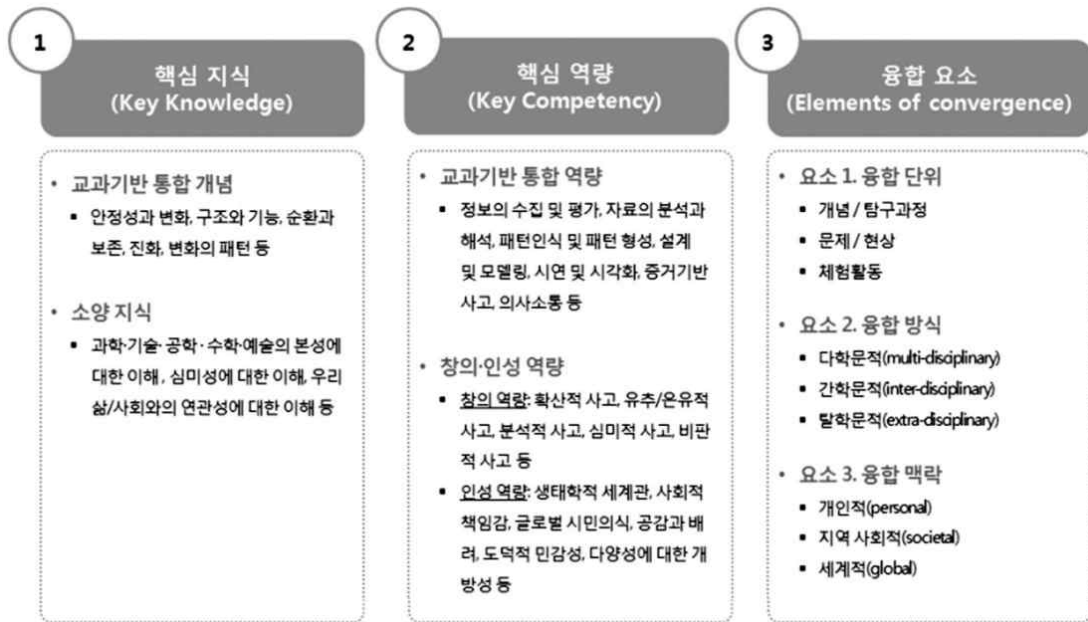 1
핵심 지식
(Key Knowledge)
• 교과기반 통합 개념
▪ 안정성과 변화, 구조와 기능, 순환과
보존, 진화, 변화의 패턴 등
• 소양 지식
▪ 과학·기술· 공학 · 수학·예술의 본성에
대한 이해, 심미성에 대한 이해, 우리
삶/사회와의 연관성에 대한 이해 등
2
핵심 역량
(Key Competency)
• 교과기반 통합 역량
▪ 정보의 수집 및 평가, 자료의 분석과
해석, 패턴인식 및 패턴 형성, 설계
및 모델링, 시연 및 시각화, 증거기반
사고, 의사소통 등
• 창의·인성 역량
▪ 창의 역량: 확산적 사고, 유추/은유적
사고, 분석적 사고, 심미적 사고, 비판
적 사고 등
▪ 인성 역량: 생태학적 세계관, 사회적
책임감, 글로벌 시민의식, 공감과 배
려, 도덕적 민감성, 다양성에 대한 개
방성 등
3
융합 요소
(Elements of convergence)
• 요소 1. 융합 단위
▪ 개념 / 탐구과정
▪ 문제 / 현상
▪ 체험활동
• 요소 2. 융합 방식
▪ 다학문적(multi-disciplinary)
▪ 간학문적(inter-disciplinary)
▪ 탈학문적(extra-disciplinary)
• 요소 3. 융합 맥락
▪ 개인적(personal)
▪ 지역 사회적(societal)
▪ 세계적(global)